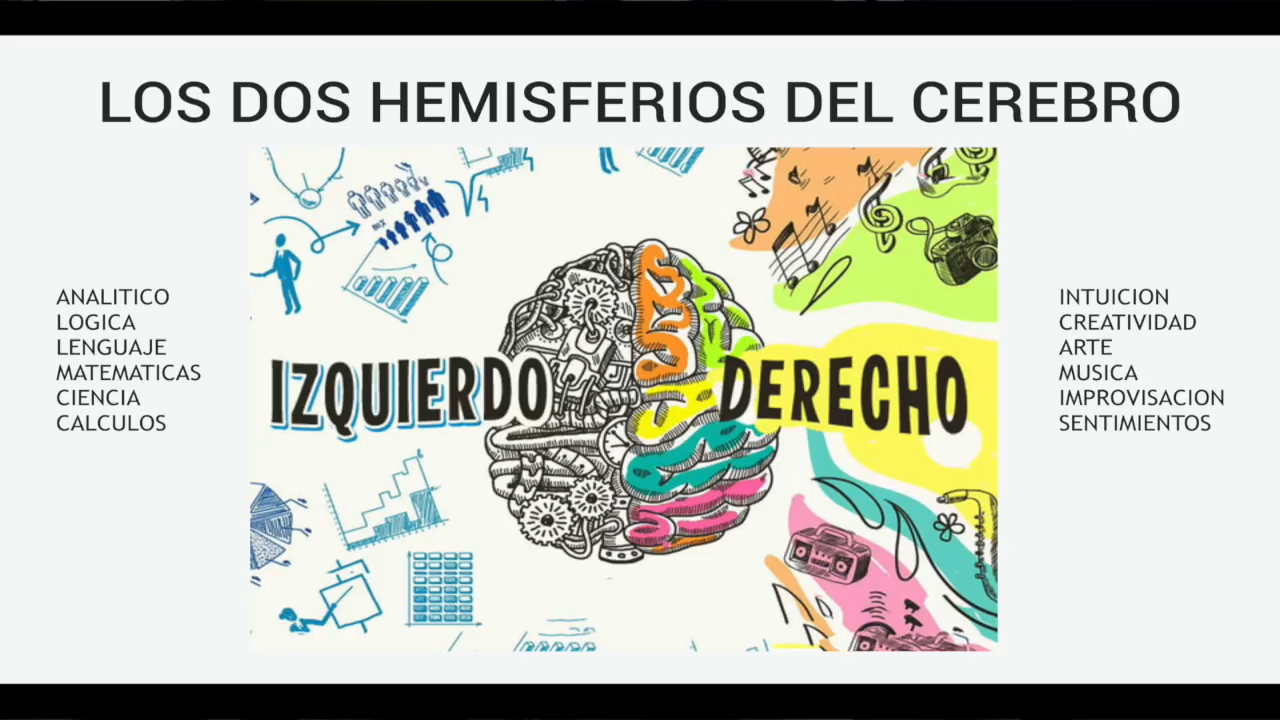 LOS DOS HEMISFERIOS DEL CEREBRO
ANALITICO
LOGICA
LENGUAJE
MATEMATICAS
CIENCIA
CALCULOS
IZQUIERDO
DERECHO
INTUICION
CREATIVIDAD
ARTE
MUSICA
IMPROVISACION
SENTIMIENTOS